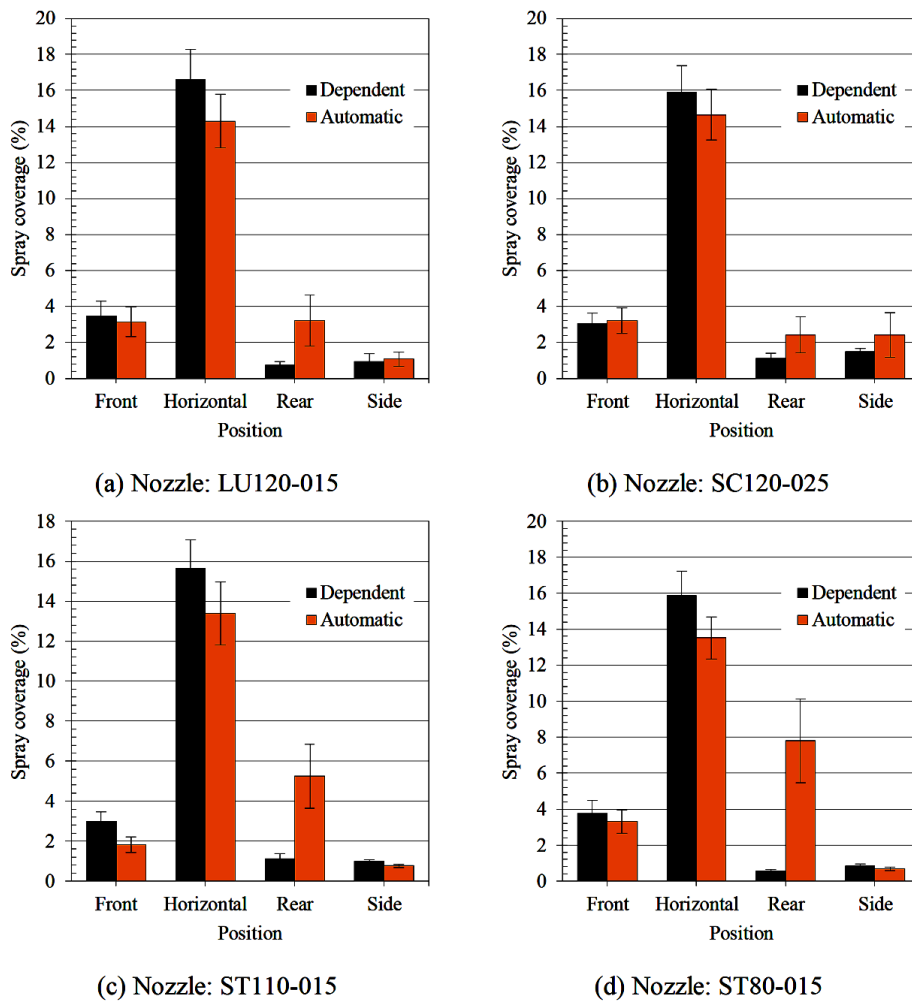 20
18
16
14
12
10
8
6
4
2
0
Spray coverage (%)
Dependent
Automatic
Front Horizontal Rear Side
Position
(a) Nozzle: LU120-015
20
18
16
14
12
10
8
6
4
2
0
Spray coverage (%)
Dependent
Automatic
Front Horizontal Rear Side
Position
(b) Nozzle: SC120-025
18
16
14
12
10
8
6
4
2
0
Spray coverage (%)
Dependent
Automatic
Front Horizontal Rear Side
Position
(c) Nozzle: ST110-015
20
18
16
14
12
10
8
6
4
2
0
Spray coverage (%)
Dependent
Automatic
Front Horizontal Rear Side
Position
(d) Nozzle: ST80-015